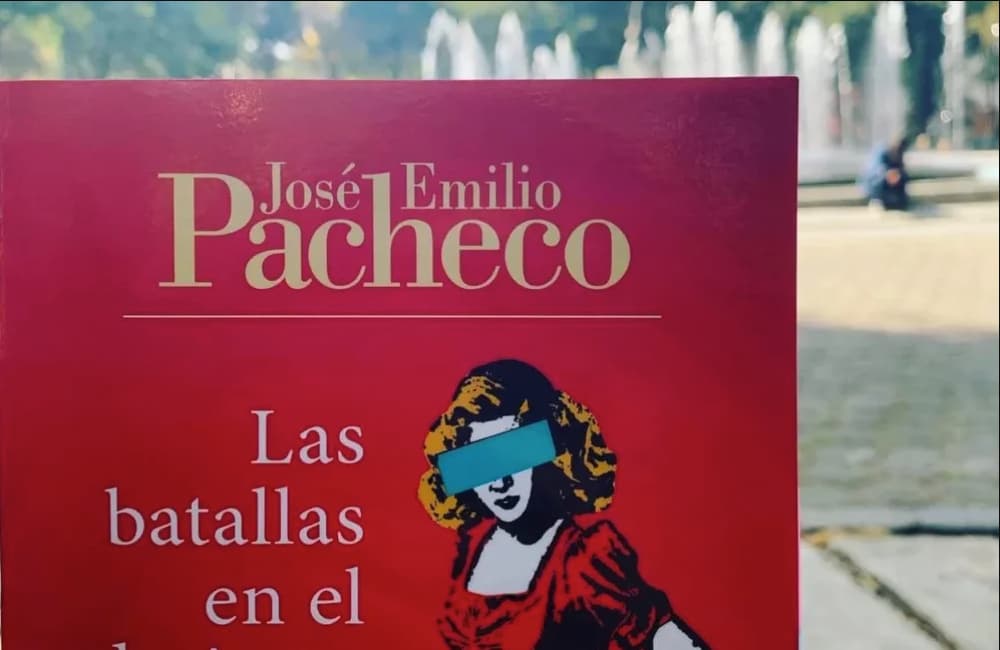 José Emilio
Pacheco
Las
batallas
en el